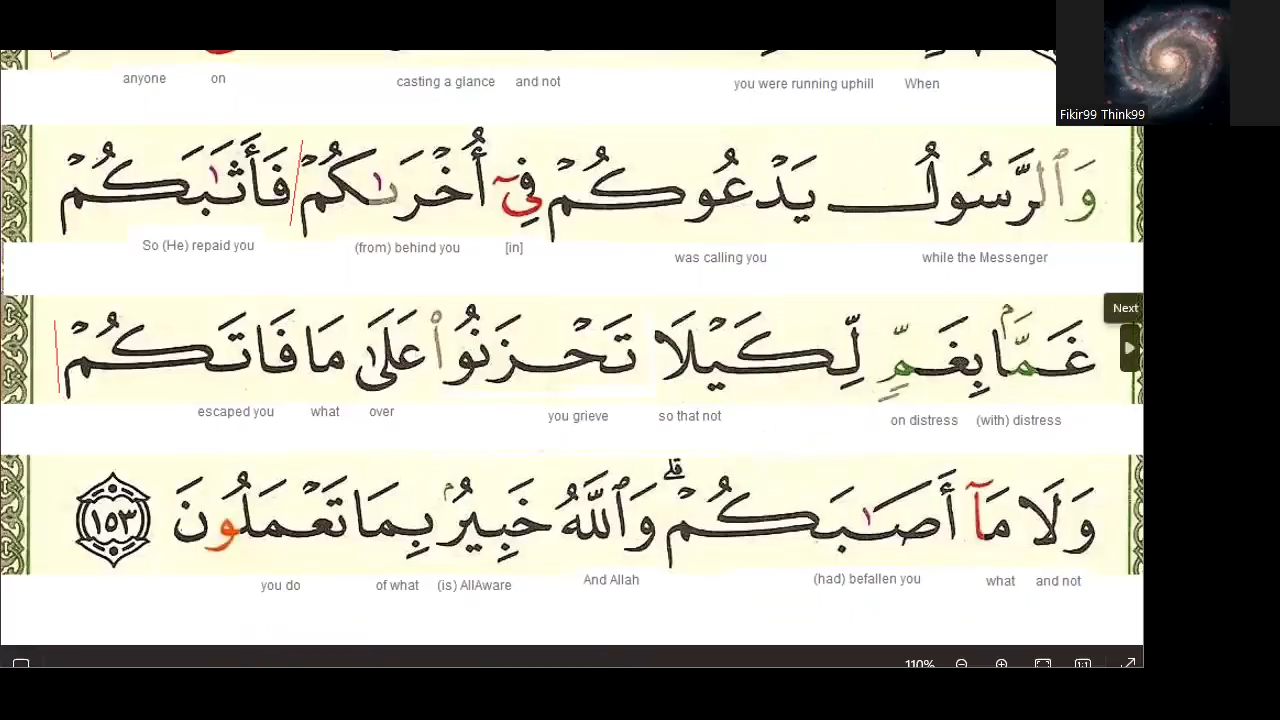 anyone on casting a glance and not you were running uphill When
Fikir99 Think99
وَٱلرَّسُولُ يَدْعُوكُمْ فِىٓ أُخْرَىٰكُمْ فَأَثَٰبَكُمْ
So (He) repaid you (from) behind you [in] was calling you while the Messenger
Next
غَمًّۢا بِغَمٍّ لِّكَيْلَا تَحْزَنُوا۟ عَلَىٰ مَا فَاتَكُمْ
escaped you what over you grieve so that not on distress (with) distress
وَلَا مَآ أَصَٰبَكُمْ ۗ وَٱللَّهُ خَبِيرٌۢ بِمَا تَعْمَلُونَ ١٥٣
you do of what (is) AllAware And Allah (had) befallen you what and not
110% 1:1